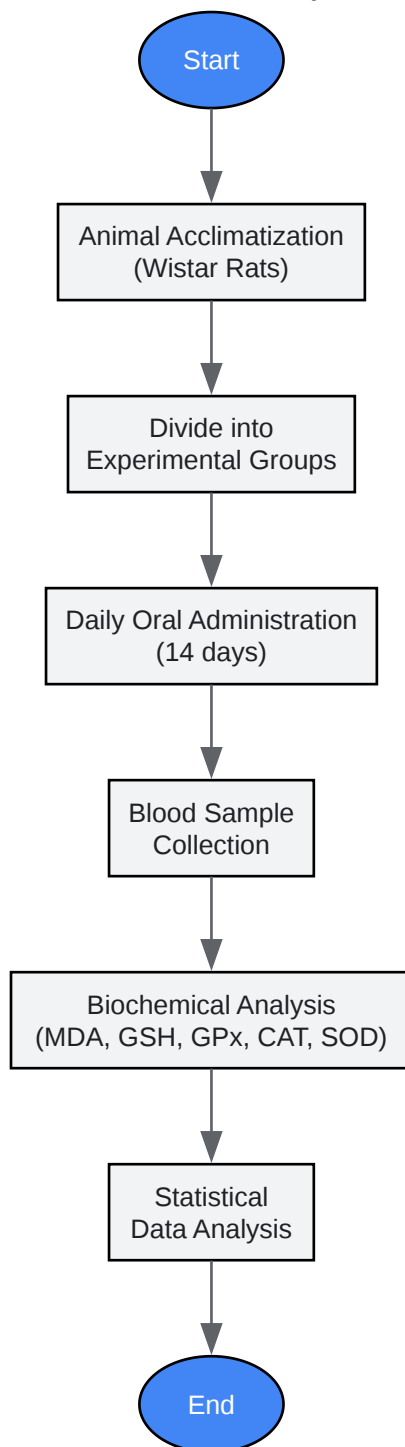 Start
Animal Acclimatization
(Wistar Rats)
Divide into
Experimental Groups
Daily Oral Administration
(14 days)
Blood Sample
Collection
Biochemical Analysis
(MDA, GSH, GPx, CAT, SOD)
Statistical
Data Analysis
End